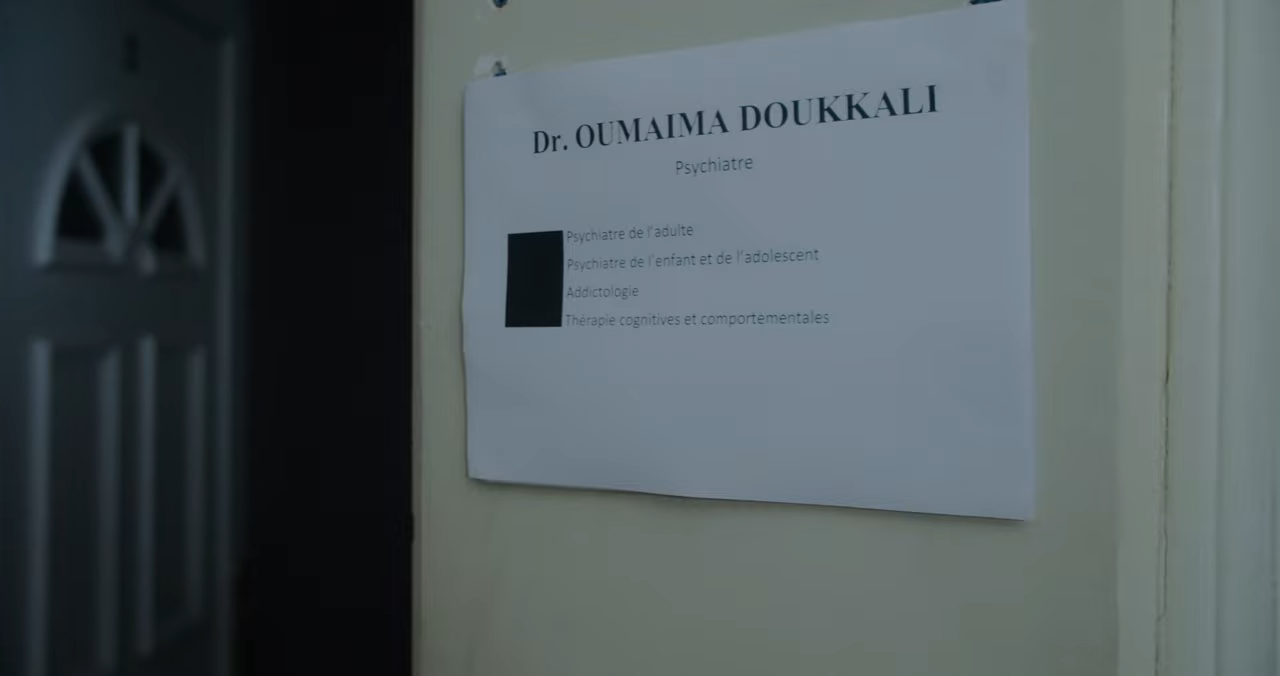 Dr. OUMAIMA DOUKKALI
Psychiatre
Psychiatre de l'adulte
Psychiatre de l'enfant et de l'adolescent
Addictologie
Thérapie cognitives et comportementales